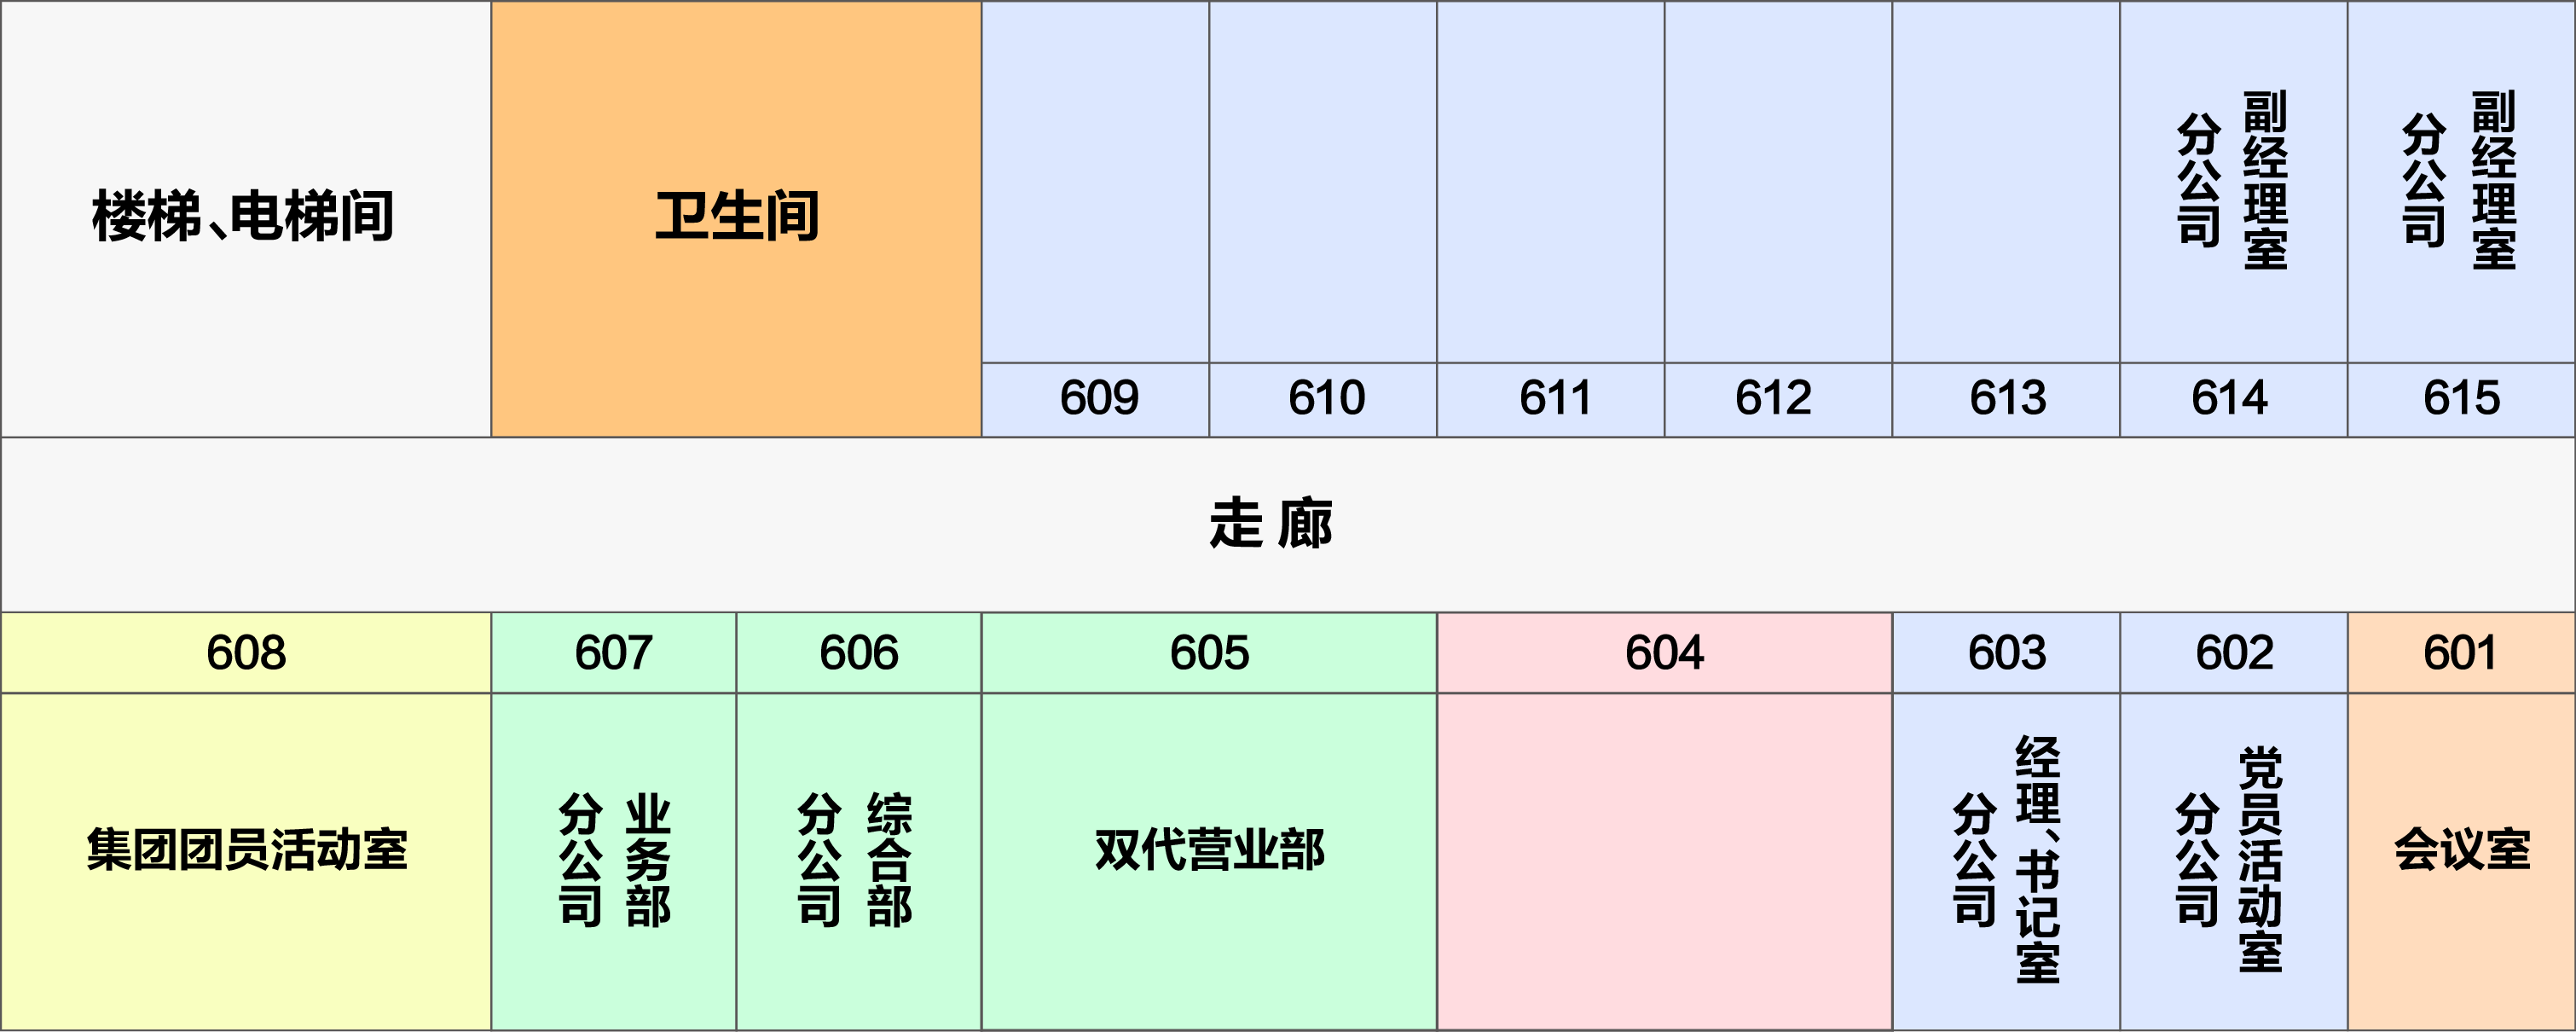 楼梯、电梯间
卫生间
分公司
副经理室
分公司
副经理室
609
610
611
612
613
614
615
走廊
608
607
606
605
604
603
602
601
集团团员活动室
分公司
业务部
分公司
综合部
双代营业部
分公司
经理、书记室
分公司
党员活动室
会议室